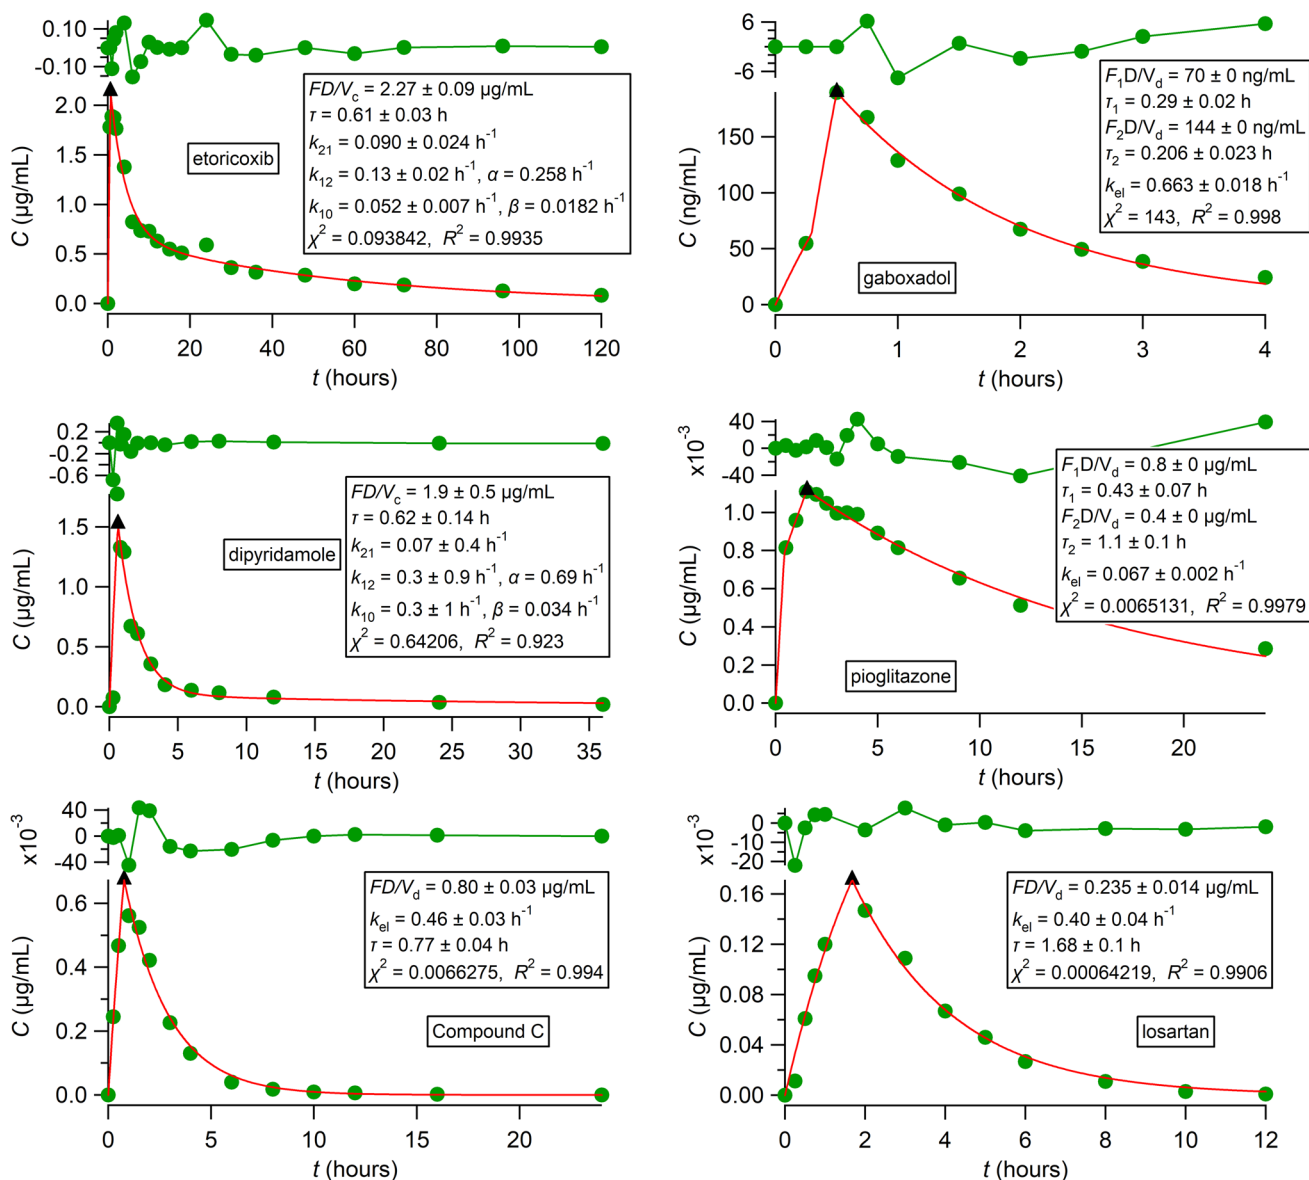 0.10
-0.10
2.0
1.5
1.0
0.5
0.0
C (μg/mL)
0 20 40 60 80 100 120
t (hours)
etoricoxib
FD/Vc = 2.27 ± 0.09 μg/mL
τ = 0.61 ± 0.03 h
k21 = 0.090 ± 0.024 h-1
k12 = 0.13 ± 0.02 h-1, α = 0.258 h-1
k10 = 0.052 ± 0.007 h-1, β = 0.0182 h-1
χ2 = 0.093842, R2 = 0.9935
6
-6
150
100
50
0
C (ng/mL)
0 1 2 3 4
t (hours)
gaboxadol
F1D/Vd = 70 ± 0 ng/mL
τ1 = 0.29 ± 0.02 h
F2D/Vd = 144 ± 0 ng/mL
τ2 = 0.206 ± 0.023 h
kel = 0.663 ± 0.018 h-1
χ2 = 143, R2 = 0.998
0.2
-0.2
-0.6
1.5
1.0
0.5
0.0
C (μg/mL)
0 5 10 15 20 25 30 35
t (hours)
dipyridamole
FD/Vc = 1.9 ± 0.5 μg/mL
τ = 0.62 ± 0.14 h
k21 = 0.07 ± 0.4 h-1
k12 = 0.3 ± 0.9 h-1, α = 0.69 h-1
k10 = 0.3 ± 1 h-1, β = 0.034 h-1
χ2 = 0.64206, R2 = 0.923
x10-3
40
0
-40
1.0
0.8
0.6
0.4
0.2
0.0
C (μg/mL)
0 5 10 15 20
t (hours)
pioglitazone
F1D/Vd = 0.8 ± 0 μg/mL
τ1 = 0.43 ± 0.07 h
F2D/Vd = 0.4 ± 0 μg/mL
τ2 = 1.1 ± 0.1 h
kel = 0.067 ± 0.002 h-1
χ2 = 0.0065131, R2 = 0.9979
x10-3
40
0
-40
0.6
0.4
0.2
0.0
C (μg/mL)
0 5 10 15 20
t (hours)
Compound C
FD/Vd = 0.80 ± 0.03 μg/mL
kel = 0.46 ± 0.03 h-1
τ = 0.77 ± 0.04 h
χ2 = 0.0066275, R2 = 0.994
x10-3
0
-10
-20
0.16
0.12
0.08
0.04
0.00
C (μg/mL)
0 2 4 6 8 10 12
t (hours)
losartan
FD/Vd = 0.235 ± 0.014 μg/mL
kel = 0.40 ± 0.04 h-1
τ = 1.68 ± 0.1 h
χ2 = 0.00064219, R2 = 0.9906